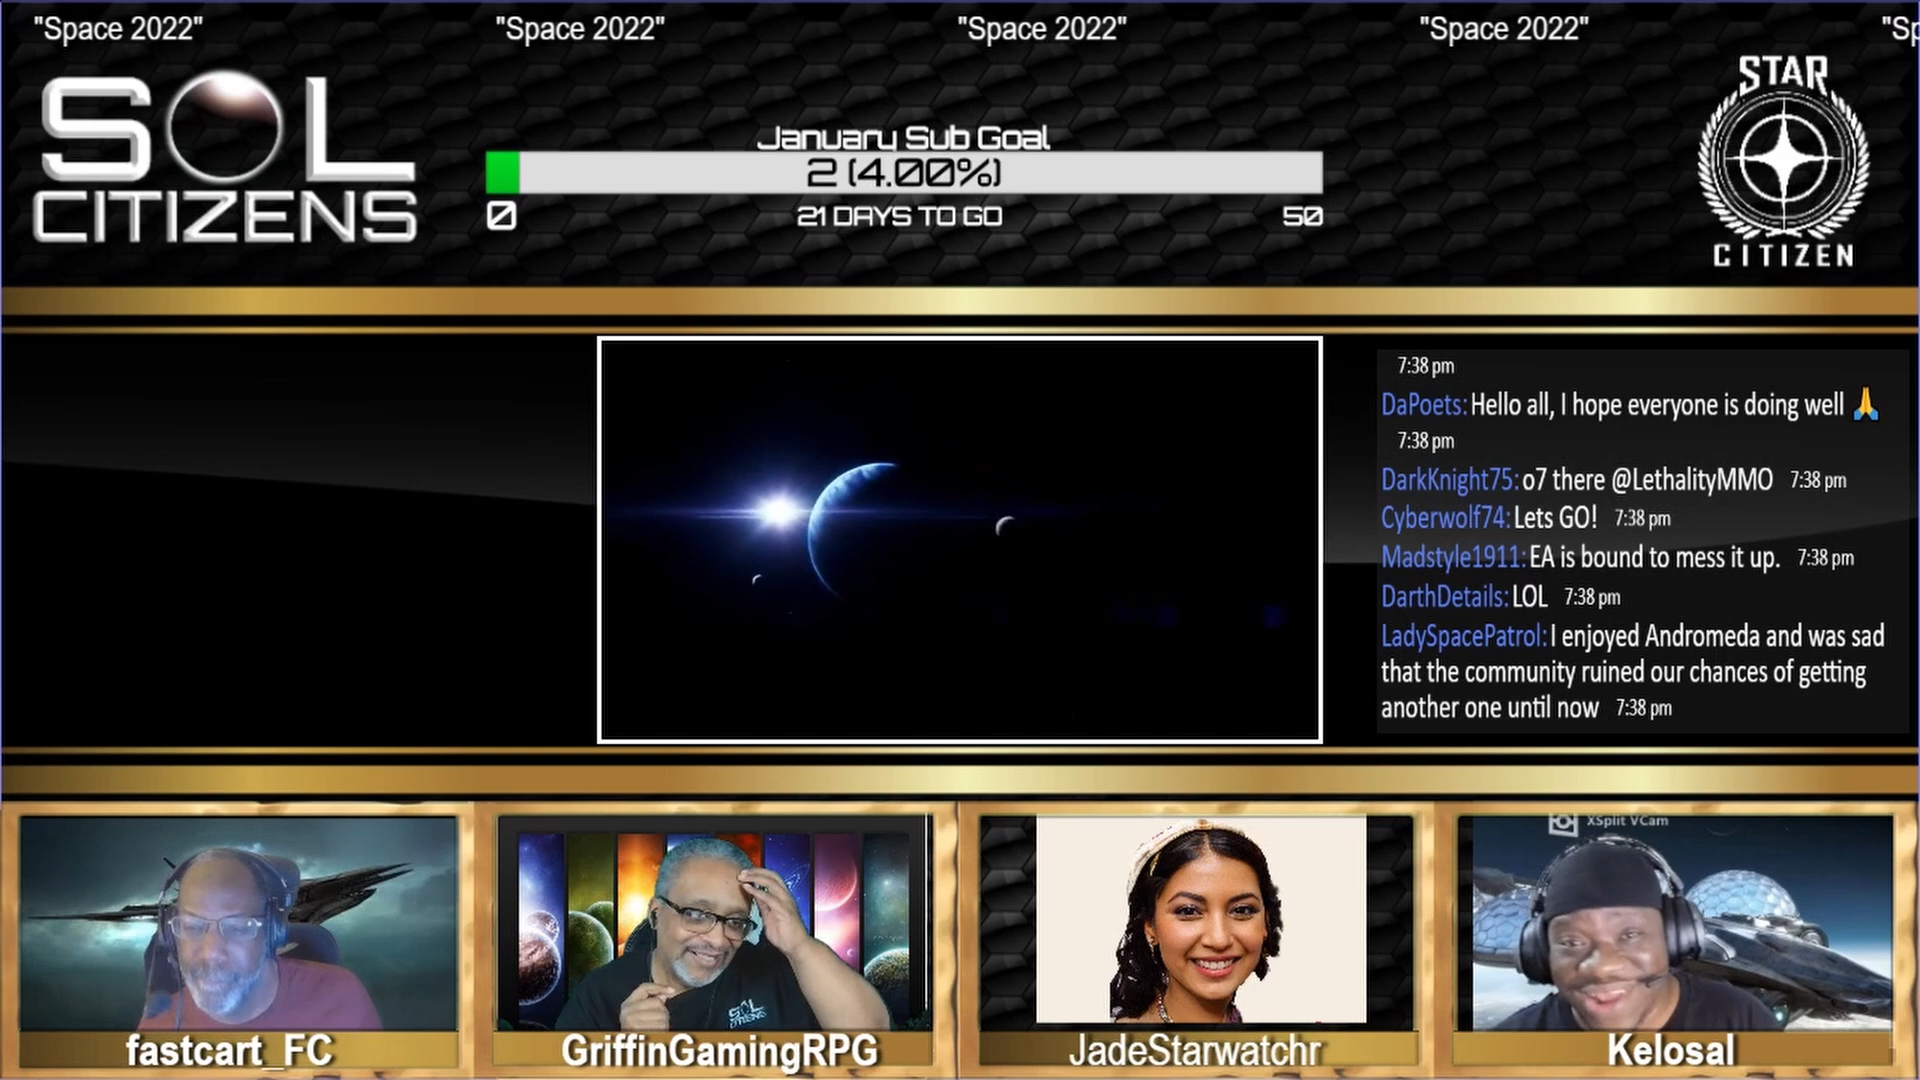 "Space 2022" "Space 2022" "Space 2022" "Space 2022" "Sp
SOL
CITIZENS
January Sub Goal
2 (4.00%)
0 21 DAYS TO GO 50
STAR
CITIZEN
7:38 pm
DaPoets: Hello all, I hope everyone is doing well 🙏
7:38 pm
DarkKnight75: o7 there @LethalityMMO 7:38 pm
Cyberwolf74: Lets GO! 7:38 pm
Madstyle1911: EA is bound to mess it up. 7:38 pm
DarthDetails: LOL 7:38 pm
LadySpacePatrol: I enjoyed Andromeda and was sad
that the community ruined our chances of getting
another one until now 7:38 pm
XSplit VCam
SOL
CITIZENS
fastcart_FC
GriffinGamingRPG
JadeStarwatchr
Kelosal